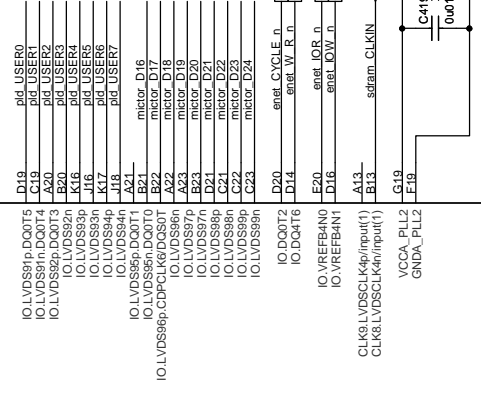 pld_USER0
pld_USER1
pld_USER2
pld_USER3
pld_USER4
pld_USER5
pld_USER6
pld_USER7
mictor_D16
mictor_D17
mictor_D18
mictor_D19
mictor_D20
mictor_D21
mictor_D22
mictor_D23
mictor_D24
enet_CYCLE_n
enet_W_R_n
enet_IOR_n
enet_IOW_n
sdram_CLKIN
C419
0u01
D19
C19
A20
B20
K16
J16
K17
J18
A21
B21
B22
A22
A23
B23
D21
C21
C22
C23
D20
D14
E20
D16
A13
B13
G19
F19
IO.LVDS91p.DQ0T5
IO.LVDS91n.DQ0T4
IO.LVDS92p.DQ0T3
IO.LVDS92n
IO.LVDS93p
IO.LVDS93n
IO.LVDS94p
IO.LVDS94n
IO.LVDS95p.DQ0T1
IO.LVDS95n.DQ0T0
IO.LVDS96p.CDPCLK6/DQS0T
IO.LVDS96n
IO.LVDS97p
IO.LVDS97n
IO.LVDS98p
IO.LVDS98n
IO.LVDS99p
IO.LVDS99n
IO.DQ0T2
IO.DQ4T6
IO.VREFB4N0
IO.VREFB4N1
CLK9.LVDSCLK4p/input(1)
CLK8.LVDSCLK4n/input(1)
VCCA_PLL2
GNDA_PLL2